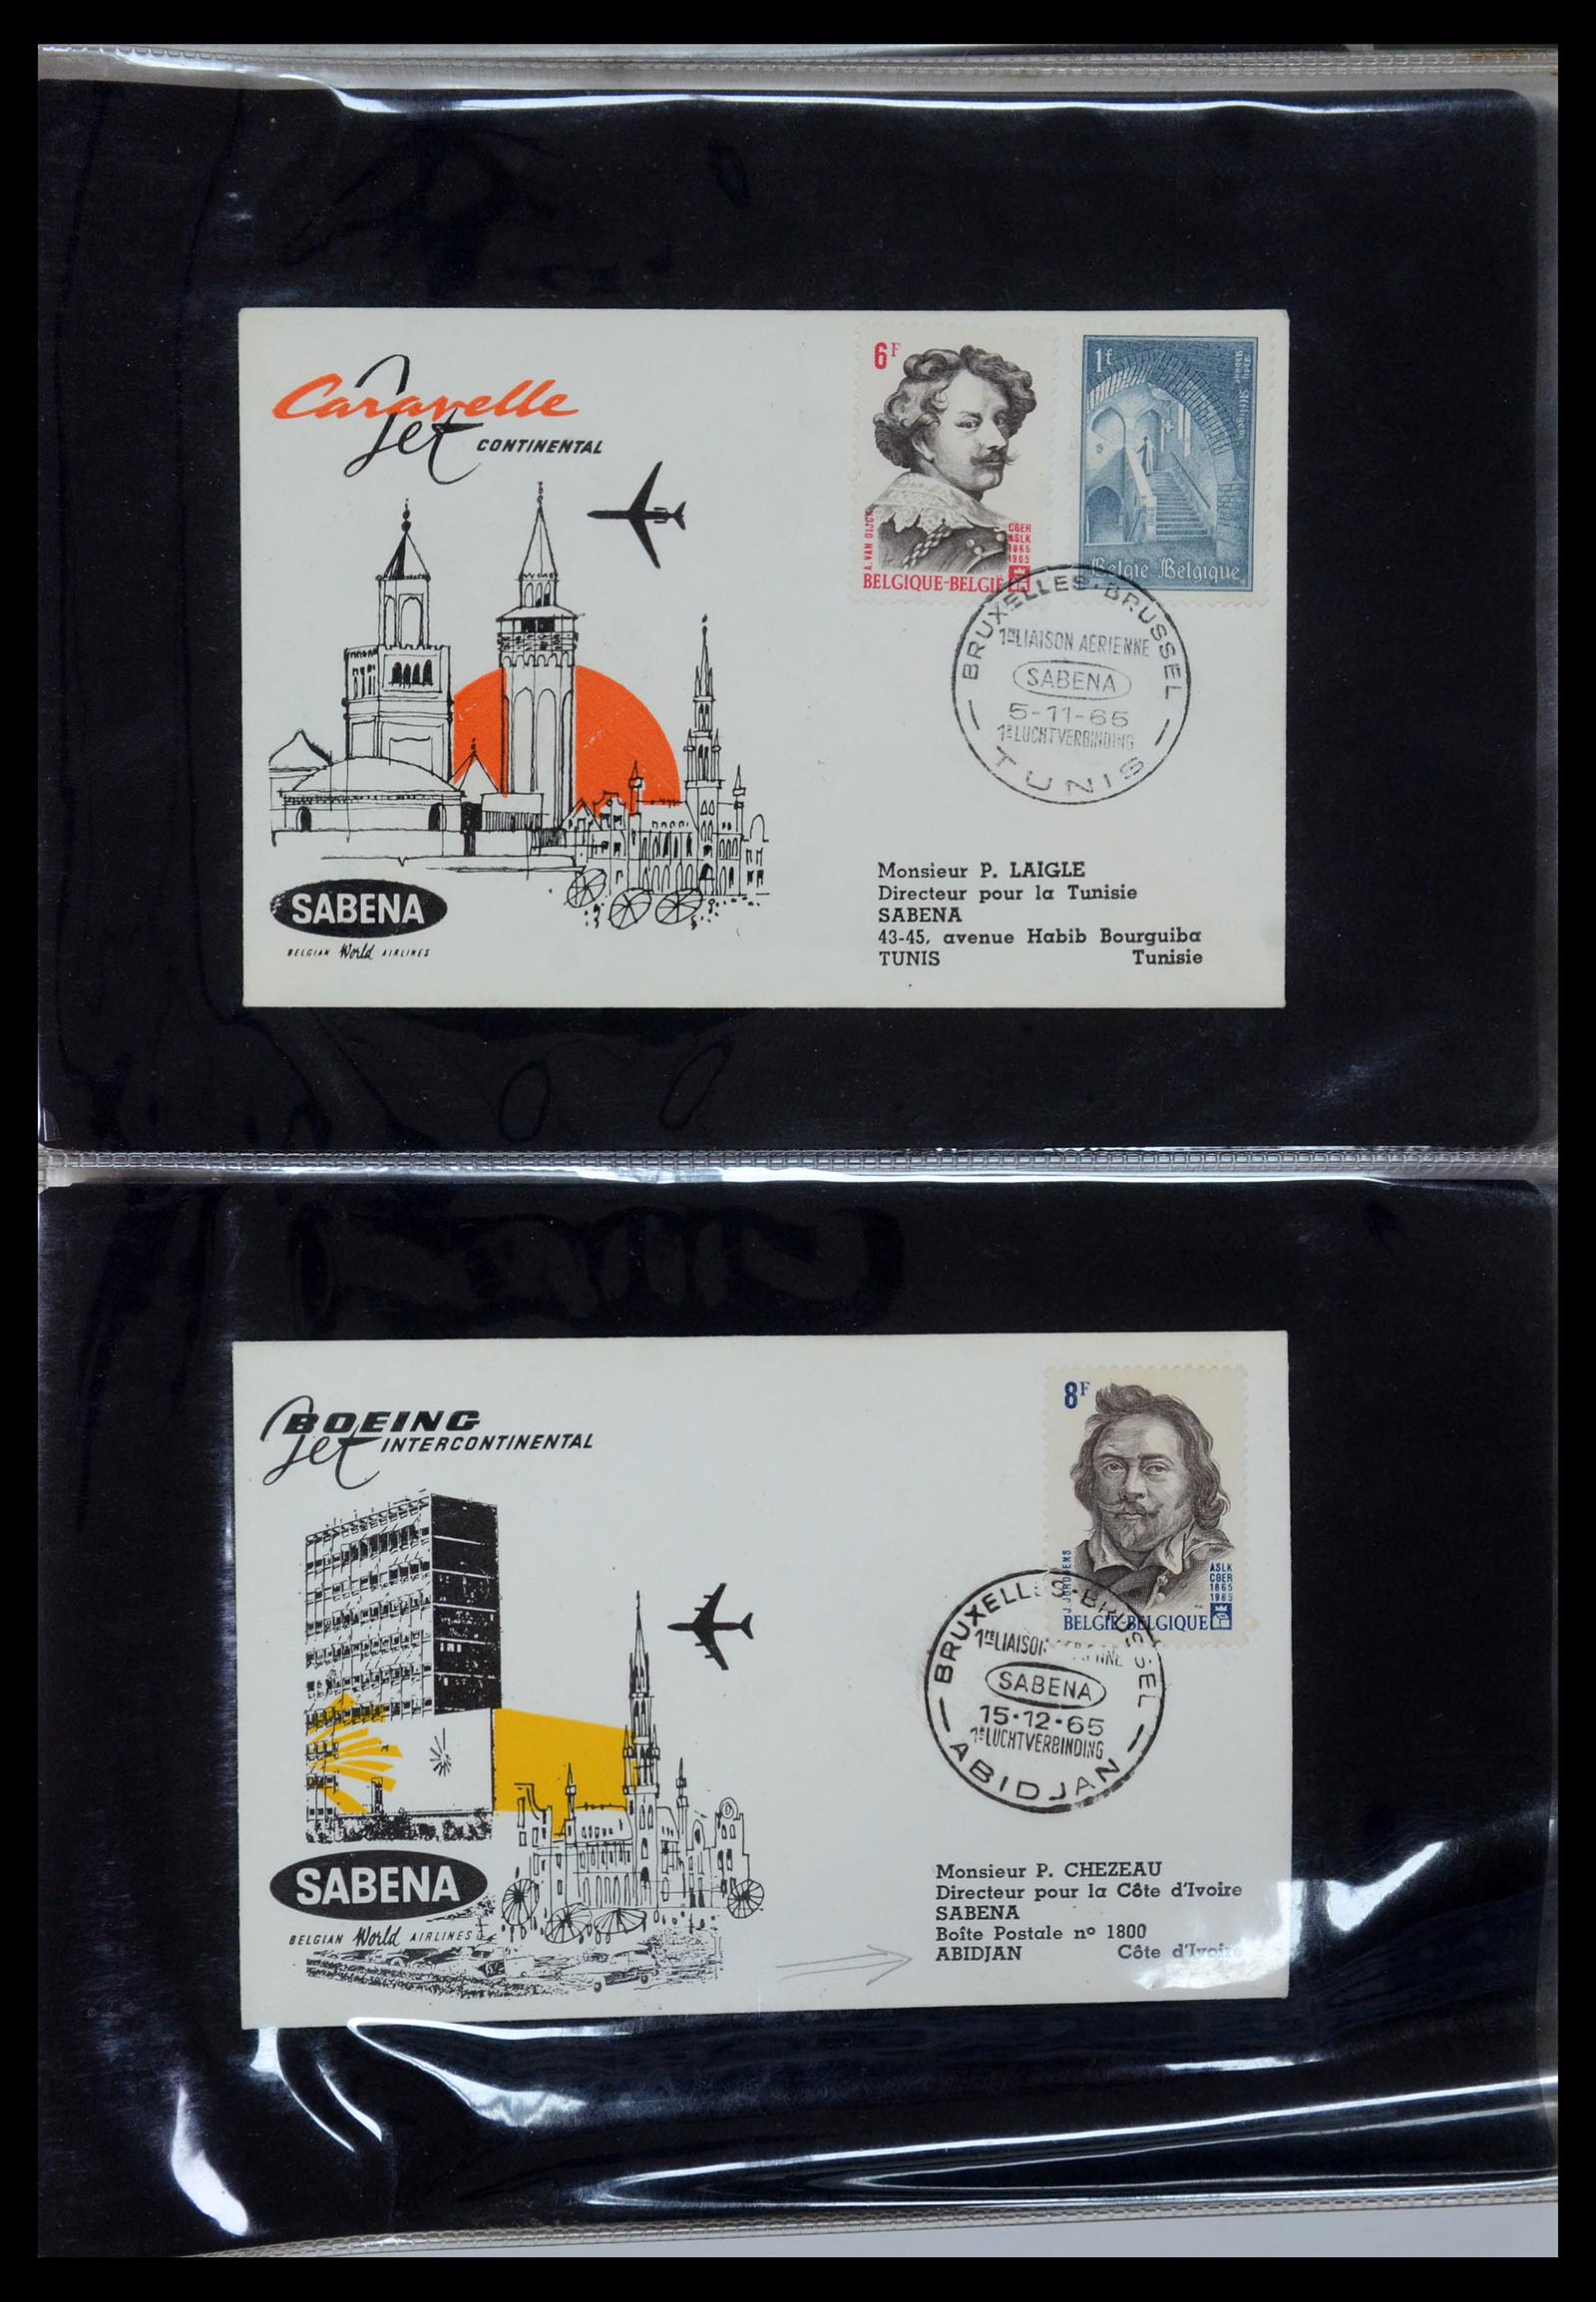 Caravelle
Jet CONTINENTAL
SABENA
BELGIAN World AIRLINES
6F
A. VAN DIJCK
CGER
ASLK
1865
1965
BELGIQUE-BELGIË
1f
België Belgique
BRUXELLES-BRUSSEL
1re LIAISON AERIENNE
SABENA
5-11-65
1e LUCHTVERBINDING
TUNIS
Monsieur P. LAIGLE
Directeur pour la Tunisie
SABENA
43-45, avenue Habib Bourguiba
TUNIS Tunisie
BOEING
Jet INTERCONTINENTAL
SABENA
BELGIAN World AIRLINES
8F
J. JORDAENS
ASLK
CGER
1865
1965
BELGIË-BELGIQUE
BRUXELLES-BRUSSEL
1re LIAISON
SABENA
15-12-65
1e LUCHTVERBINDING
ABIDJAN
Monsieur P. CHEZEAU
Directeur pour la Côte d'Ivoire
SABENA
Boîte Postale no 1800
ABIDJAN Côte d'Ivoire